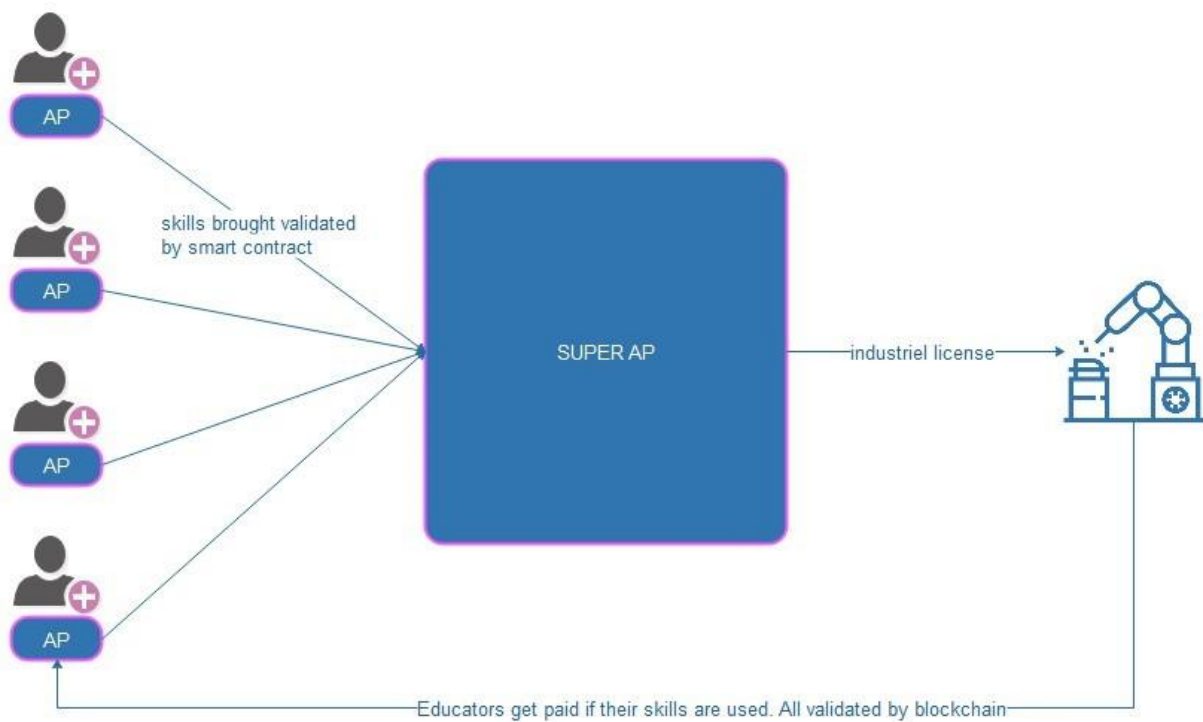 AP
skills brought validated
by smart contract
AP
SUPER AP
industriel license
AP
AP
Educators get paid if their skills are used. All validated by blockchain